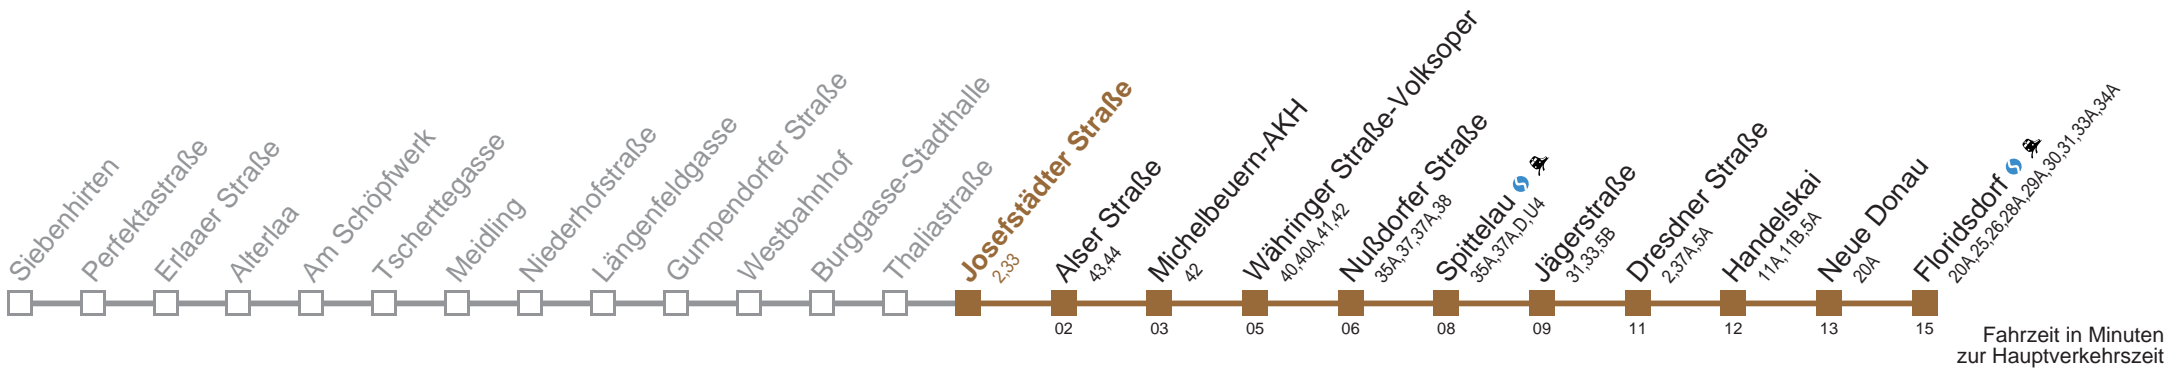 Siebenhirten
Perfektastraße
Erlaaer Straße
Alterlaa
Am Schöpfwerk
Tscherttegasse
Meidling
Niederhofstraße
Längenfeldgasse
Gumpendorfer Straße
Westbahnhof
Burggasse-Stadthalle
Thaliastraße
Josefstädter Straße
2,33
Alser Straße
43,44
02
Michelbeuern-AKH
42
03
Währinger Straße-Volksoper
40,40A,41,42
05
Nußdorfer Straße
35A,37,37A,38
06
Spittelau
35A,37A,D,U4
08
Jägerstraße
31,33,5B
09
Dresdner Straße
2,37A,5A
11
Handelskai
11A,11B,5A
12
Neue Donau
20A
13
Floridsdorf
20A,25,26,28A,29A,30,31,33A,34A
15
Fahrzeit in Minuten
zur Hauptverkehrszeit